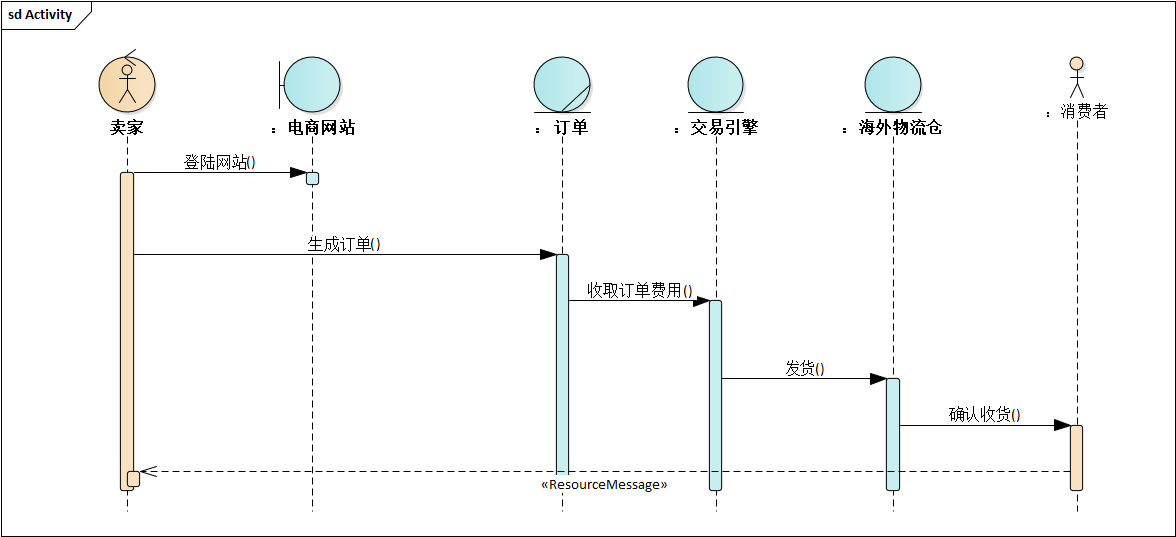 sd Activity
卖家
：电商网站
：订单
：交易引擎
：海外物流仓
：消费者
登陆网站()
生成订单()
收取订单费用()
发货()
确认收货()
«ResourceMessage»